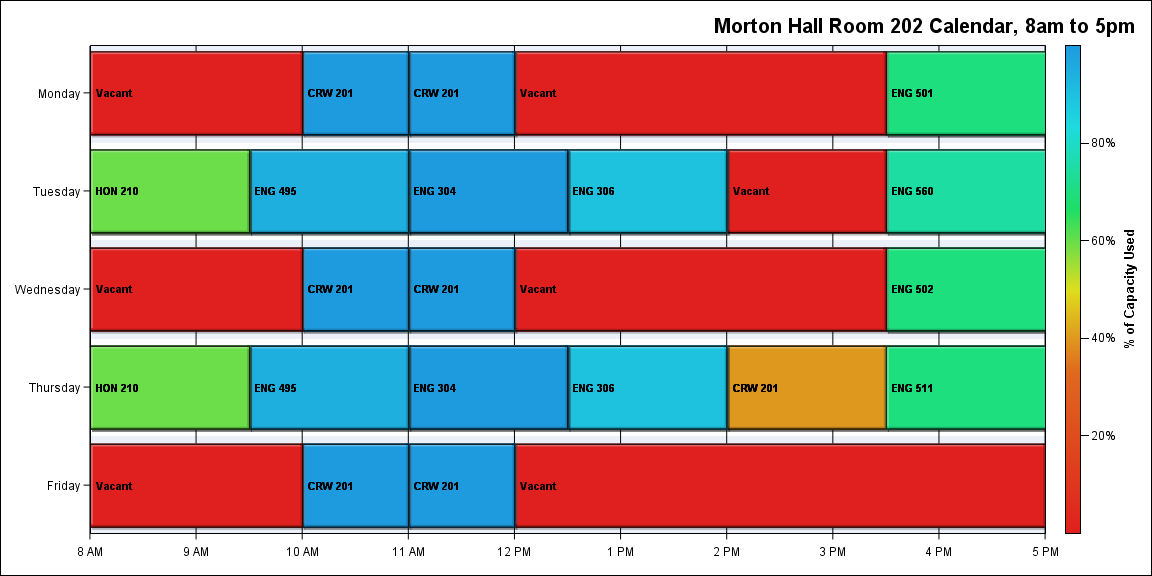 Morton Hall Room 202 Calendar, 8am to 5pm
Monday
Vacant
CRW 201
CRW 201
Vacant
ENG 501
Tuesday
HON 210
ENG 495
ENG 304
ENG 306
Vacant
ENG 560
Wednesday
Vacant
CRW 201
CRW 201
Vacant
ENG 502
Thursday
HON 210
ENG 495
ENG 304
ENG 306
CRW 201
ENG 511
Friday
Vacant
CRW 201
CRW 201
Vacant
8 AM
9 AM
10 AM
11 AM
12 PM
1 PM
2 PM
3 PM
4 PM
5 PM
80%
60%
40%
20%
% of Capacity Used